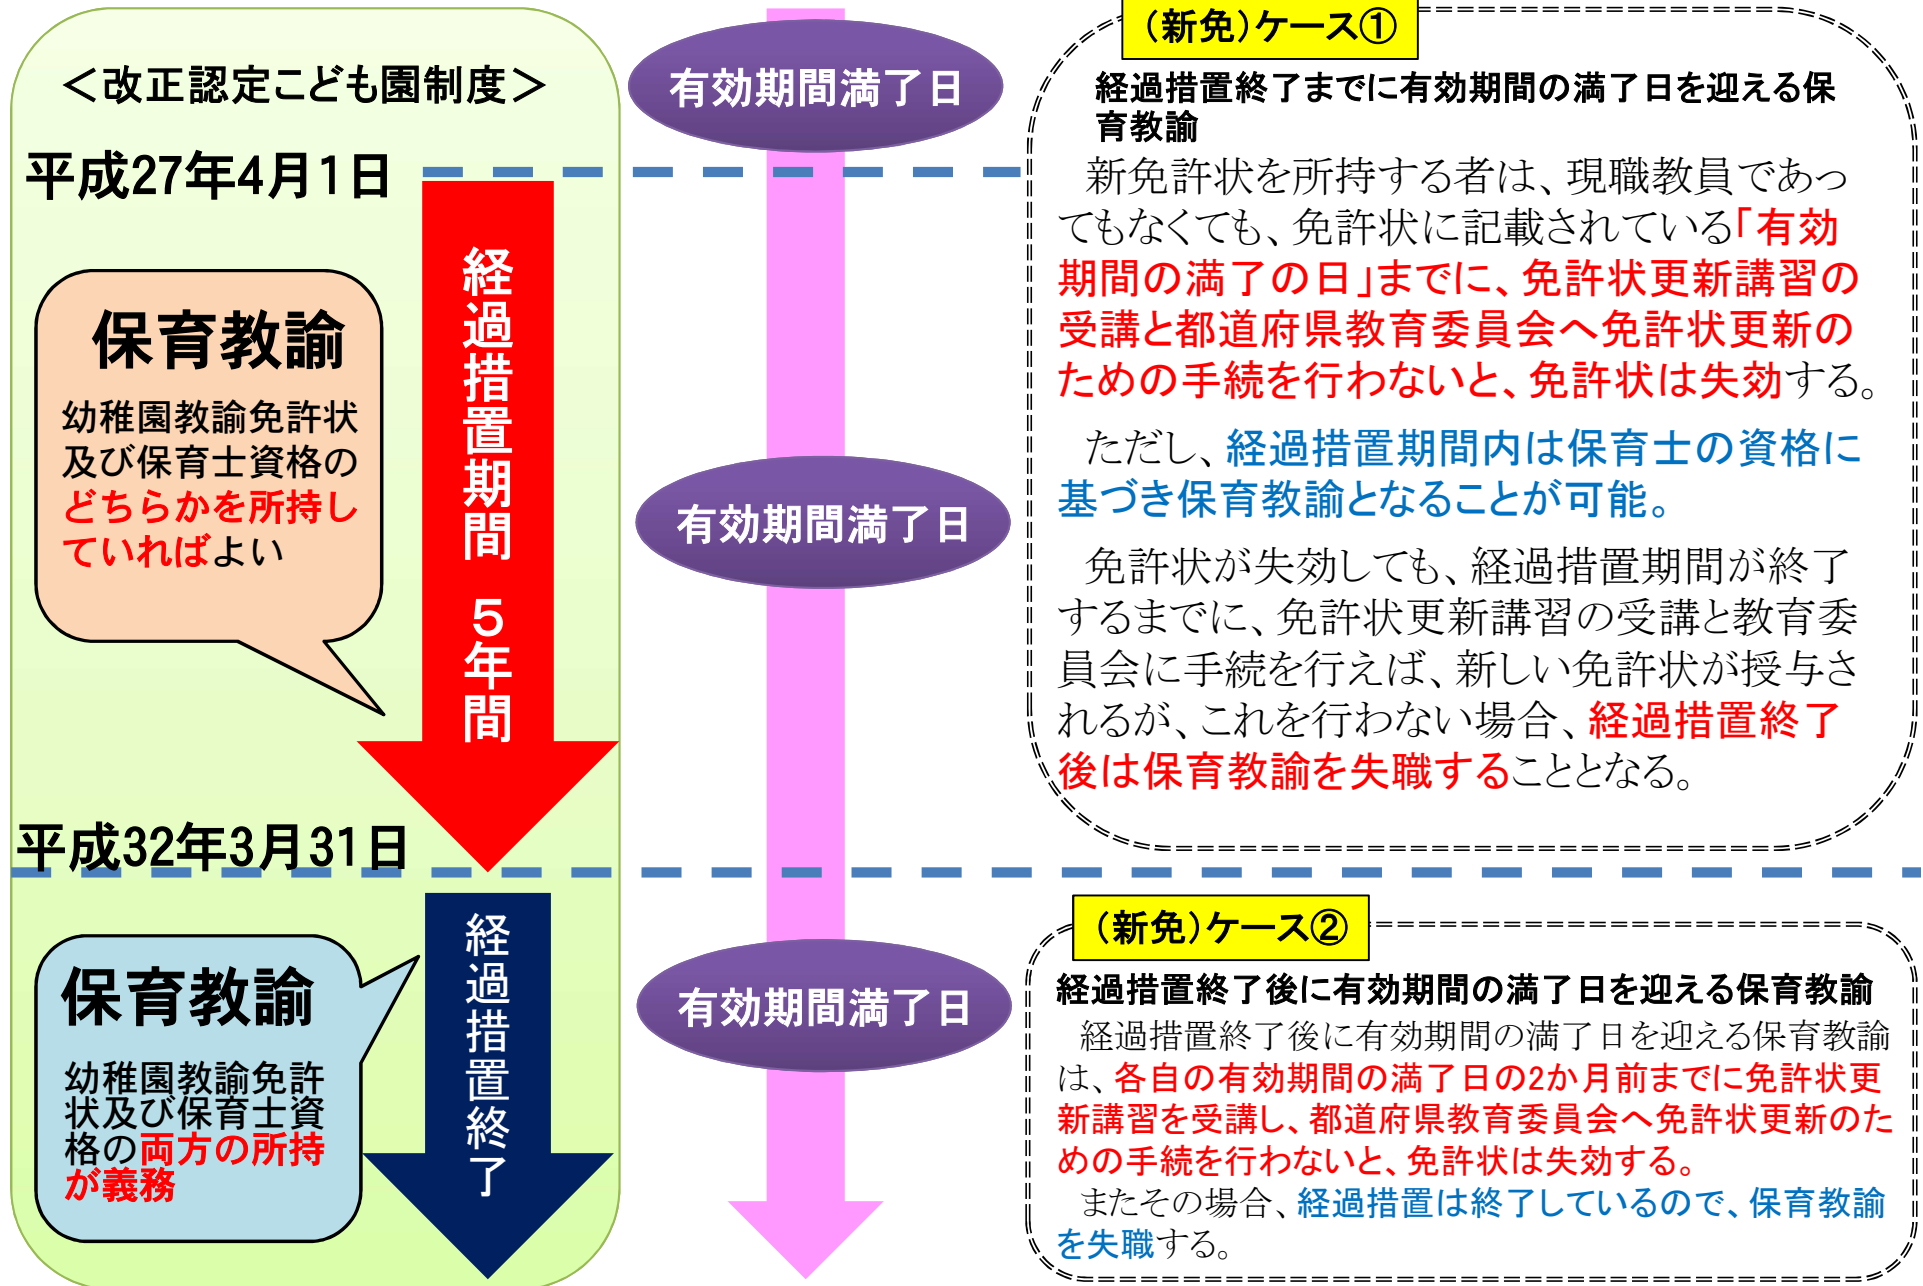 ＜改正認定こども園制度＞
平成27年4月1日
経過措置期間　５年間
保育教諭
幼稚園教諭免許状
及び保育士資格の
どちらかを所持し
ていればよい
平成32年3月31日
経過措置終了
保育教諭
幼稚園教諭免許
状及び保育士資
格の両方の所持
が義務
有効期間満了日
有効期間満了日
有効期間満了日
（新免）ケース①
経過措置終了までに有効期間の満了日を迎える保
育教諭
新免許状を所持する者は、現職教員であっ
てもなくても、免許状に記載されている「有効
期間の満了の日」までに、免許状更新講習の
受講と都道府県教育委員会へ免許状更新の
ための手続を行わないと、免許状は失効する。
ただし、経過措置期間内は保育士の資格に
基づき保育教諭となることが可能。
免許状が失効しても、経過措置期間が終了
するまでに、免許状更新講習の受講と教育委
員会に手続を行えば、新しい免許状が授与さ
れるが、これを行わない場合、経過措置終了
後は保育教諭を失職することとなる。
（新免）ケース②
経過措置終了後に有効期間の満了日を迎える保育教諭
経過措置終了後に有効期間の満了日を迎える保育教諭
は、各自の有効期間の満了日の2か月前までに免許状更
新講習を受講し、都道府県教育委員会へ免許状更新のた
めの手続を行わないと、免許状は失効する。
またその場合、経過措置は終了しているので、保育教諭
を失職する。